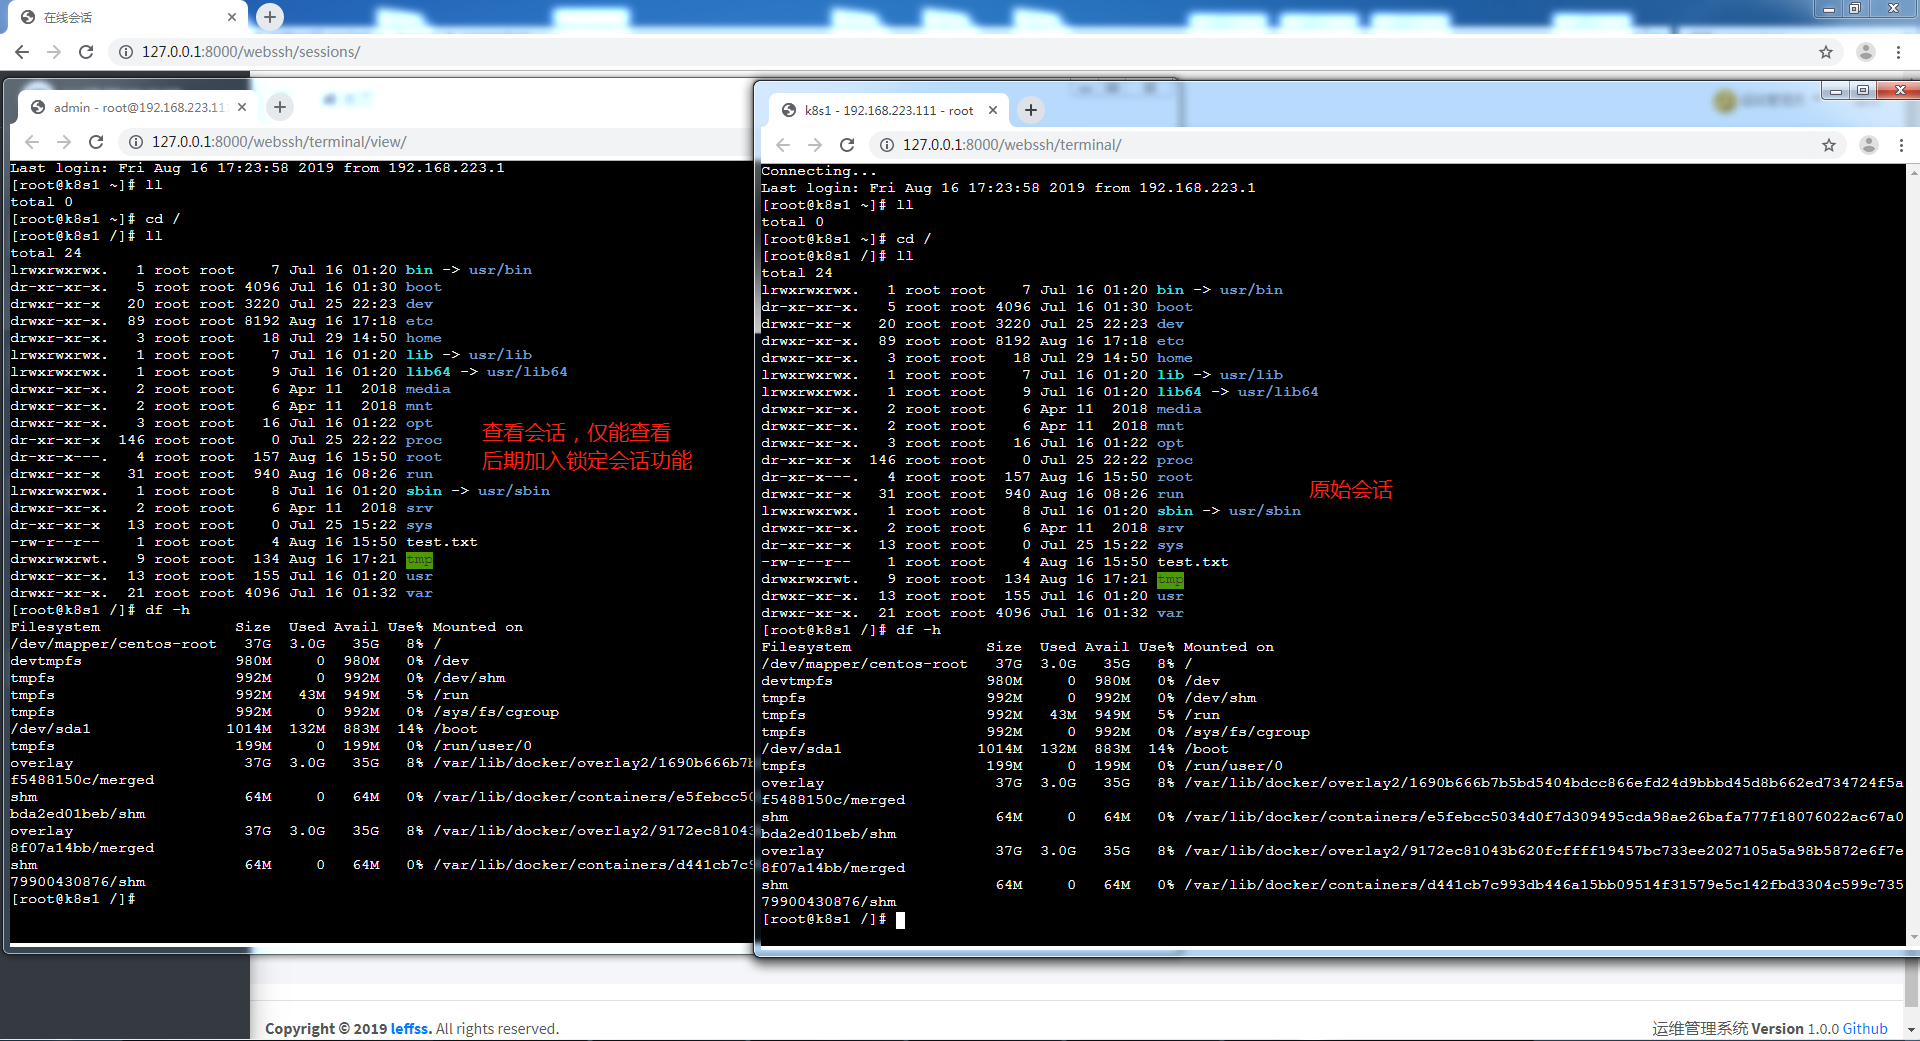 在线会话
127.0.0.1:8000/webssh/sessions/
admin - root@192.168.223.11
127.0.0.1:8000/webssh/terminal/view/
Last login: Fri Aug 16 17:23:58 2019 from 192.168.223.1
[root@k8s1 ~]# ll
total 0
[root@k8s1 ~]# cd /
[root@k8s1 /]# ll
total 24
lrwxrwxrwx.   1 root root    7 Jul 16 01:20 bin -> usr/bin
dr-xr-xr-x.   5 root root 4096 Jul 16 01:30 boot
drwxr-xr-x   20 root root 3220 Jul 25 22:23 dev
drwxr-xr-x.  89 root root 8192 Aug 16 17:18 etc
drwxr-xr-x.   3 root root   18 Jul 29 14:50 home
lrwxrwxrwx.   1 root root    7 Jul 16 01:20 lib -> usr/lib
lrwxrwxrwx.   1 root root    9 Jul 16 01:20 lib64 -> usr/lib64
drwxr-xr-x.   2 root root    6 Apr 11  2018 media
drwxr-xr-x.   2 root root    6 Apr 11  2018 mnt
drwxr-xr-x.   3 root root   16 Jul 16 01:22 opt
dr-xr-xr-x  146 root root    0 Jul 25 22:22 proc
dr-xr-x---.   4 root root  157 Aug 16 15:50 root
drwxr-xr-x   31 root root  940 Aug 16 08:26 run
lrwxrwxrwx.   1 root root    8 Jul 16 01:20 sbin -> usr/sbin
drwxr-xr-x.   2 root root    6 Apr 11  2018 srv
dr-xr-xr-x   13 root root    0 Jul 25 15:22 sys
-rw-r--r--    1 root root    4 Aug 16 15:50 test.txt
drwxrwxrwt.   9 root root  134 Aug 16 17:21 tmp
drwxr-xr-x.  13 root root  155 Jul 16 01:20 usr
drwxr-xr-x.  21 root root 4096 Jul 16 01:32 var
查看会话，仅能查看
后期加入锁定会话功能
[root@k8s1 /]# df -h
Filesystem               Size  Used Avail Use% Mounted on
/dev/mapper/centos-root   37G  3.0G   35G   8% /
devtmpfs                 980M     0  980M   0% /dev
tmpfs                    992M     0  992M   0% /dev/shm
tmpfs                    992M   43M  949M   5% /run
tmpfs                    992M     0  992M   0% /sys/fs/cgroup
/dev/sda1               1014M  132M  883M  14% /boot
tmpfs                    199M     0  199M   0% /run/user/0
overlay                   37G  3.0G   35G   8% /var/lib/docker/overlay2/1690b666b7b
f5488150c/merged
shm                       64M     0   64M   0% /var/lib/docker/containers/e5febcc50
bda2ed01beb/shm
overlay                   37G  3.0G   35G   8% /var/lib/docker/overlay2/9172ec81043
8f07a14bb/merged
shm                       64M     0   64M   0% /var/lib/docker/containers/d441cb7c9
79900430876/shm
[root@k8s1 /]#
k8s1 - 192.168.223.111 - root
127.0.0.1:8000/webssh/terminal/
Connecting...
Last login: Fri Aug 16 17:23:58 2019 from 192.168.223.1
[root@k8s1 ~]# ll
total 0
[root@k8s1 ~]# cd /
[root@k8s1 /]# ll
total 24
lrwxrwxrwx.   1 root root    7 Jul 16 01:20 bin -> usr/bin
dr-xr-xr-x.   5 root root 4096 Jul 16 01:30 boot
drwxr-xr-x   20 root root 3220 Jul 25 22:23 dev
drwxr-xr-x.  89 root root 8192 Aug 16 17:18 etc
drwxr-xr-x.   3 root root   18 Jul 29 14:50 home
lrwxrwxrwx.   1 root root    7 Jul 16 01:20 lib -> usr/lib
lrwxrwxrwx.   1 root root    9 Jul 16 01:20 lib64 -> usr/lib64
drwxr-xr-x.   2 root root    6 Apr 11  2018 media
drwxr-xr-x.   2 root root    6 Apr 11  2018 mnt
drwxr-xr-x.   3 root root   16 Jul 16 01:22 opt
dr-xr-xr-x  146 root root    0 Jul 25 22:22 proc
dr-xr-x---.   4 root root  157 Aug 16 15:50 root
drwxr-xr-x   31 root root  940 Aug 16 08:26 run
lrwxrwxrwx.   1 root root    8 Jul 16 01:20 sbin -> usr/sbin
drwxr-xr-x.   2 root root    6 Apr 11  2018 srv
dr-xr-xr-x   13 root root    0 Jul 25 15:22 sys
-rw-r--r--    1 root root    4 Aug 16 15:50 test.txt
drwxrwxrwt.   9 root root  134 Aug 16 17:21 tmp
drwxr-xr-x.  13 root root  155 Jul 16 01:20 usr
drwxr-xr-x.  21 root root 4096 Jul 16 01:32 var
原始会话
[root@k8s1 /]# df -h
Filesystem               Size  Used Avail Use% Mounted on
/dev/mapper/centos-root   37G  3.0G   35G   8% /
devtmpfs                 980M     0  980M   0% /dev
tmpfs                    992M     0  992M   0% /dev/shm
tmpfs                    992M   43M  949M   5% /run
tmpfs                    992M     0  992M   0% /sys/fs/cgroup
/dev/sda1               1014M  132M  883M  14% /boot
tmpfs                    199M     0  199M   0% /run/user/0
overlay                   37G  3.0G   35G   8% /var/lib/docker/overlay2/1690b666b7b5bd5404bdcc866efd24d9bbbd45d8b662ed734724f5a
f5488150c/merged
shm                       64M     0   64M   0% /var/lib/docker/containers/e5febcc5034d0f7d309495cda98ae26bafa777f18076022ac67a0
bda2ed01beb/shm
overlay                   37G  3.0G   35G   8% /var/lib/docker/overlay2/9172ec81043b620fcffff19457bc733ee2027105a5a98b5872e6f7e
8f07a14bb/merged
shm                       64M     0   64M   0% /var/lib/docker/containers/d441cb7c993db446a15bb09514f31579e5c142fbd3304c599c735
79900430876/shm
[root@k8s1 /]#
Copyright © 2019 leffss. All rights reserved.
运维管理系统 Version 1.0.0 Github